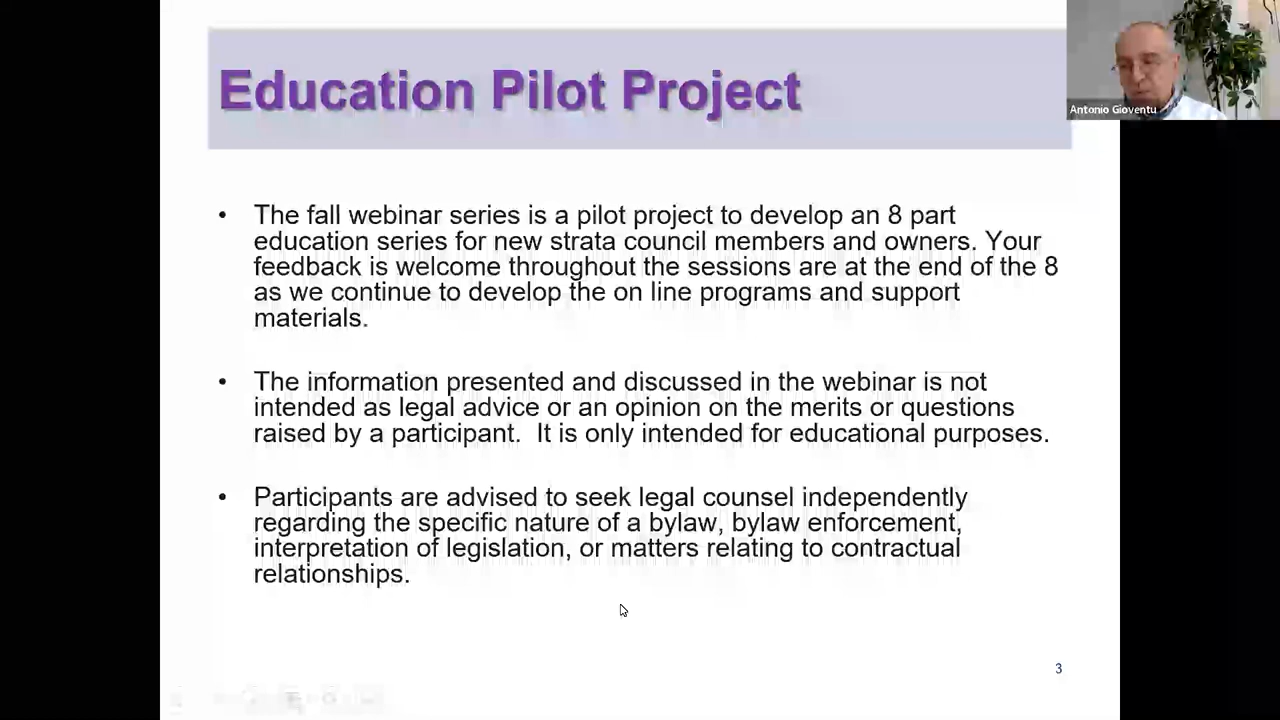 Education Pilot Project
Antonio Gioventu
• The fall webinar series is a pilot project to develop an 8 part
education series for new strata council members and owners. Your
feedback is welcome throughout the sessions are at the end of the 8
as we continue to develop the on line programs and support
materials.
• The information presented and discussed in the webinar is not
intended as legal advice or an opinion on the merits or questions
raised by a participant.  It is only intended for educational purposes.
• Participants are advised to seek legal counsel independently
regarding the specific nature of a bylaw, bylaw enforcement,
interpretation of legislation, or matters relating to contractual
relationships.
3